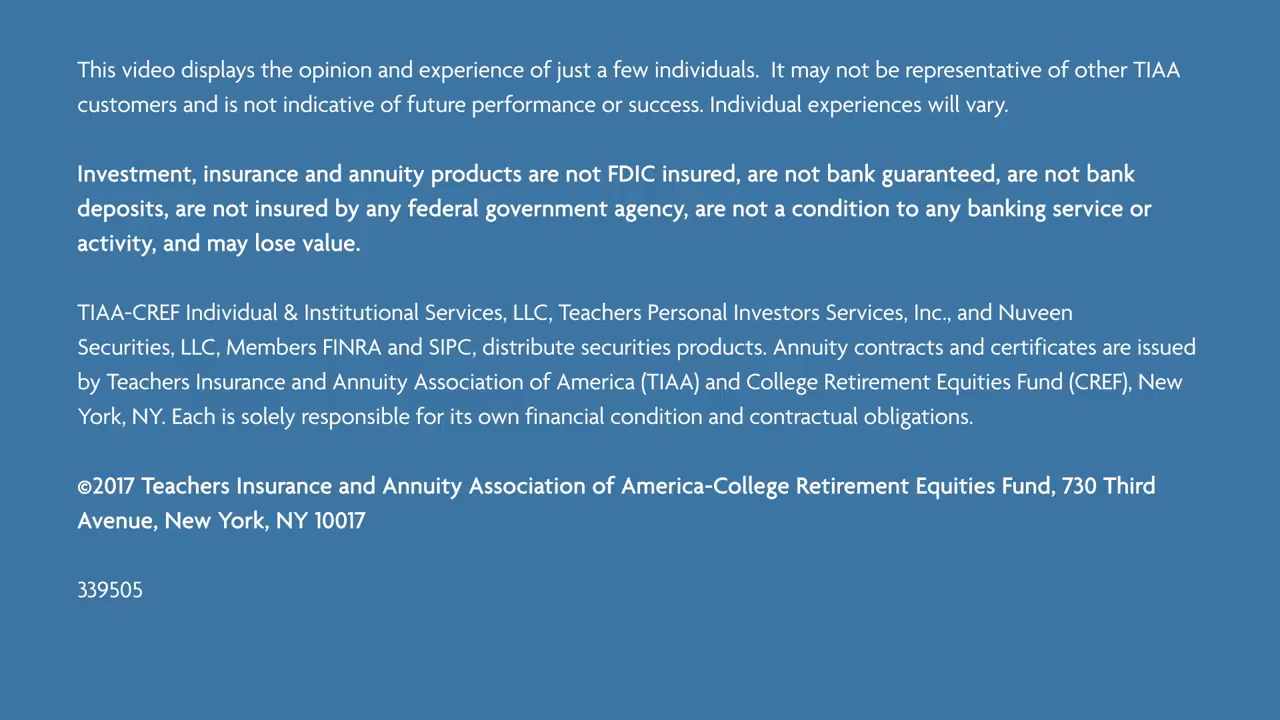 This video displays the opinion and experience of just a few individuals.  It may not be representative of other TIAA
customers and is not indicative of future performance or success. Individual experiences will vary.
Investment, insurance and annuity products are not FDIC insured, are not bank guaranteed, are not bank
deposits, are not insured by any federal government agency, are not a condition to any banking service or
activity, and may lose value.
TIAA-CREF Individual & Institutional Services, LLC, Teachers Personal Investors Services, Inc., and Nuveen
Securities, LLC, Members FINRA and SIPC, distribute securities products. Annuity contracts and certificates are issued
by Teachers Insurance and Annuity Association of America (TIAA) and College Retirement Equities Fund (CREF), New
York, NY. Each is solely responsible for its own financial condition and contractual obligations.
©2017 Teachers Insurance and Annuity Association of America-College Retirement Equities Fund, 730 Third
Avenue, New York, NY 10017
339505